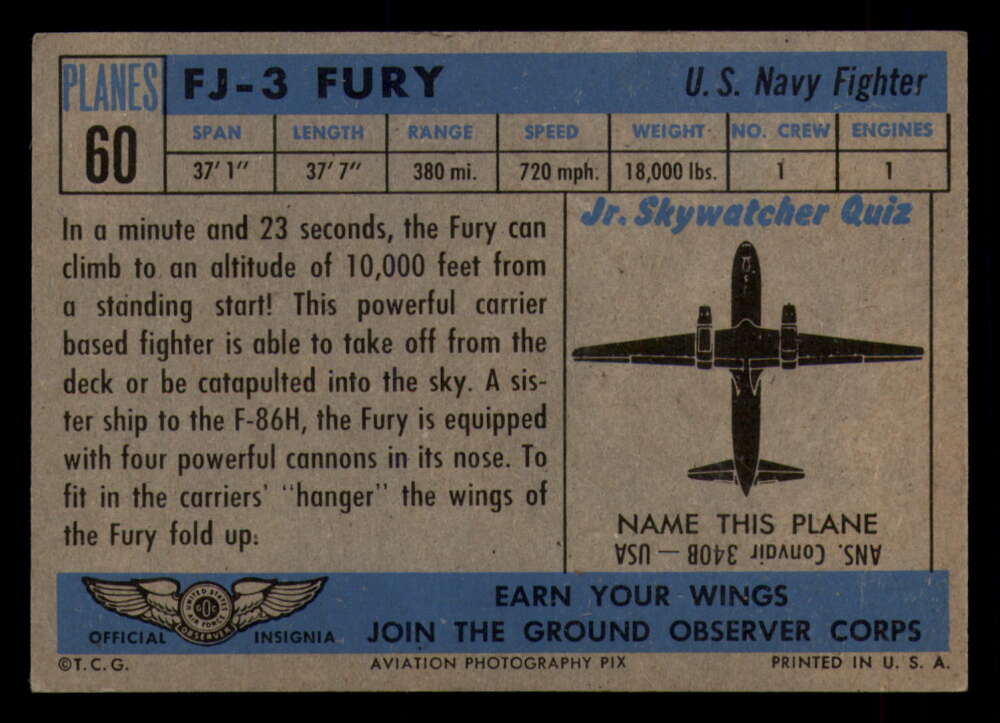 PLANES
60
FJ-3 FURY
U. S. Navy Fighter
SPAN LENGTH RANGE SPEED WEIGHT NO. CREW ENGINES
37' 1" 37' 7" 380 mi. 720 mph. 18,000 lbs. 1 1
In a minute and 23 seconds, the Fury can
climb to an altitude of 10,000 feet from
a standing start! This powerful carrier
based fighter is able to take off from the
deck or be catapulted into the sky. A sis-
ter ship to the F-86H, the Fury is equipped
with four powerful cannons in its nose. To
fit in the carriers' "hanger" the wings of
the Fury fold up.
Jr. Skywatcher Quiz
NAME THIS PLANE
ANS. Convair 340B — USA
UNITED STATES
GOC
AIR FORCE
OBSERVER
OFFICIAL INSIGNIA
EARN YOUR WINGS
JOIN THE GROUND OBSERVER CORPS
©T.C.G.
AVIATION PHOTOGRAPHY PIX
PRINTED IN U. S. A.